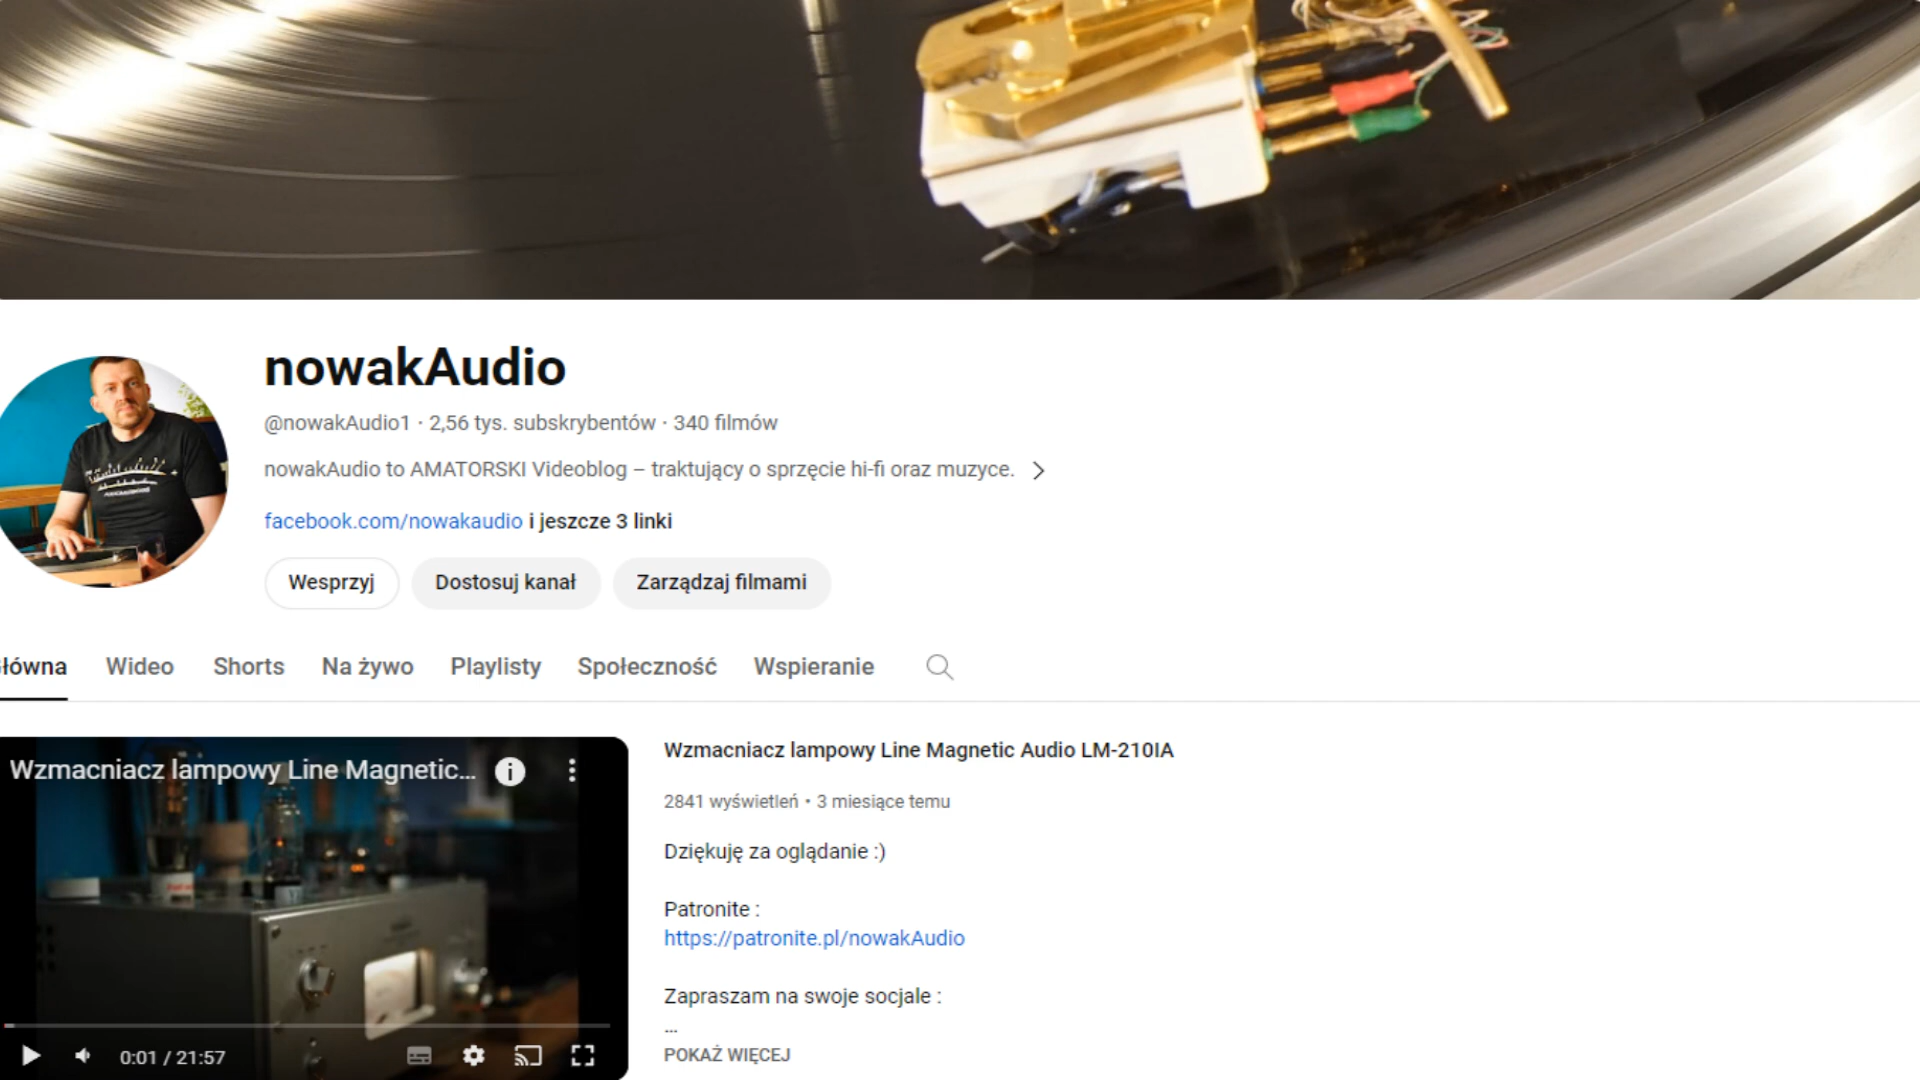 nowakAudio
@nowakAudio1 · 2,56 tys. subskrybentów · 340 filmów
nowakAudio to AMATORSKI Videoblog – traktujący o sprzęcie hi-fi oraz muzyce.
facebook.com/nowakaudio i jeszcze 3 linki
Wesprzyj Dostosuj kanał Zarządzaj filmami
łówna Wideo Shorts Na żywo Playlisty Społeczność Wspieranie
Wzmacniacz lampowy Line Magnetic...
0:01 / 21:57
Wzmacniacz lampowy Line Magnetic Audio LM-210IA
2841 wyświetleń • 3 miesiące temu
Dziękuję za oglądanie :)
Patronite :
https://patronite.pl/nowakAudio
Zapraszam na swoje socjale :
...
POKAŻ WIĘCEJ